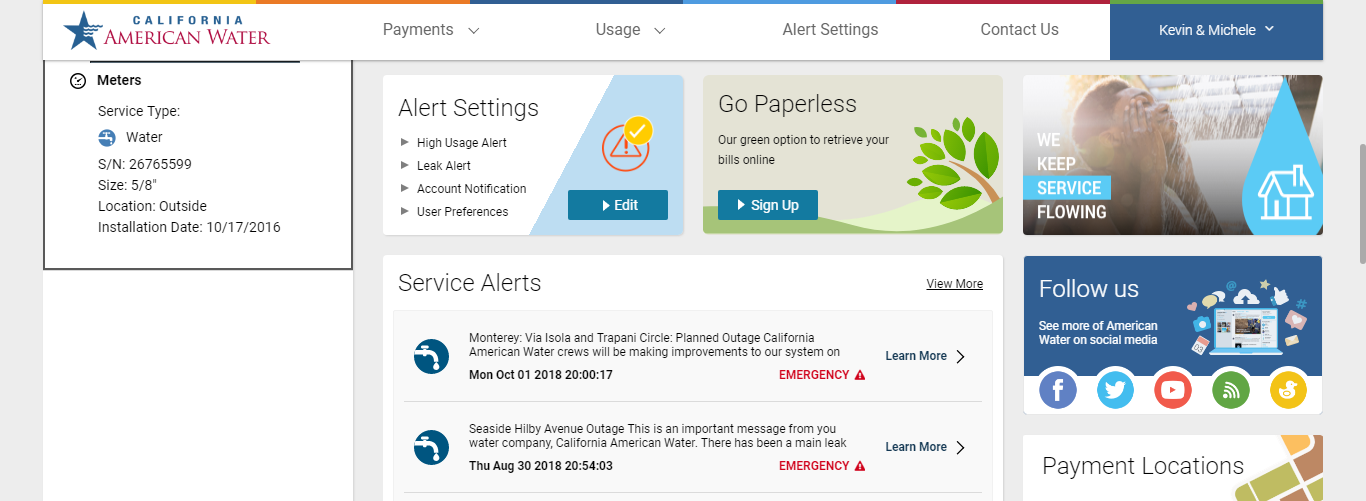 CALIFORNIA
AMERICAN WATER
Payments
Usage
Alert Settings
Contact Us
Kevin & Michele
Meters
Service Type:
Water
S/N: 26765599
Size: 5/8"
Location: Outside
Installation Date: 10/17/2016
Alert Settings
High Usage Alert
Leak Alert
Account Notification
User Preferences
Edit
Go Paperless
Our green option to retrieve your
bills online
Sign Up
WE
KEEP
SERVICE
FLOWING
Service Alerts
View More
Monterey: Via Isola and Trapani Circle: Planned Outage California
American Water crews will be making improvements to our system on
Mon Oct 01 2018 20:00:17
EMERGENCY
Learn More
Seaside Hilby Avenue Outage This is an important message from you
water company, California American Water. There has been a main leak
Thu Aug 30 2018 20:54:03
EMERGENCY
Learn More
Follow us
See more of American
Water on social media
Payment Locations